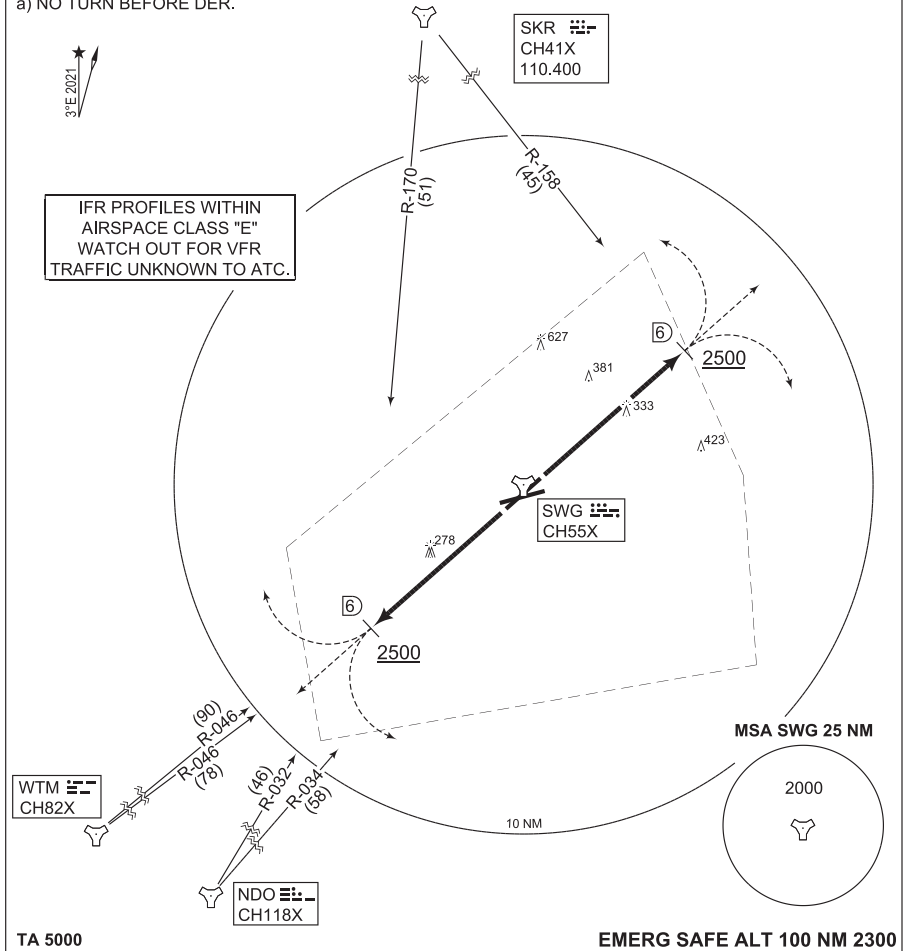 a) NO TURN BEFORE DER.
SKR
CH41X
110.400
3°E 2021
R-170
(51)
R-158
(45)
IFR PROFILES WITHIN
AIRSPACE CLASS "E"
WATCH OUT FOR VFR
TRAFFIC UNKNOWN TO ATC.
627
6
2500
381
333
423
SWG
CH55X
278
6
2500
(90)
R-046
R-046
(78)
WTM
CH82X
(46)
R-032
R-034
(58)
NDO
CH118X
10 NM
MSA SWG 25 NM
2000
TA 5000
EMERG SAFE ALT 100 NM 2300